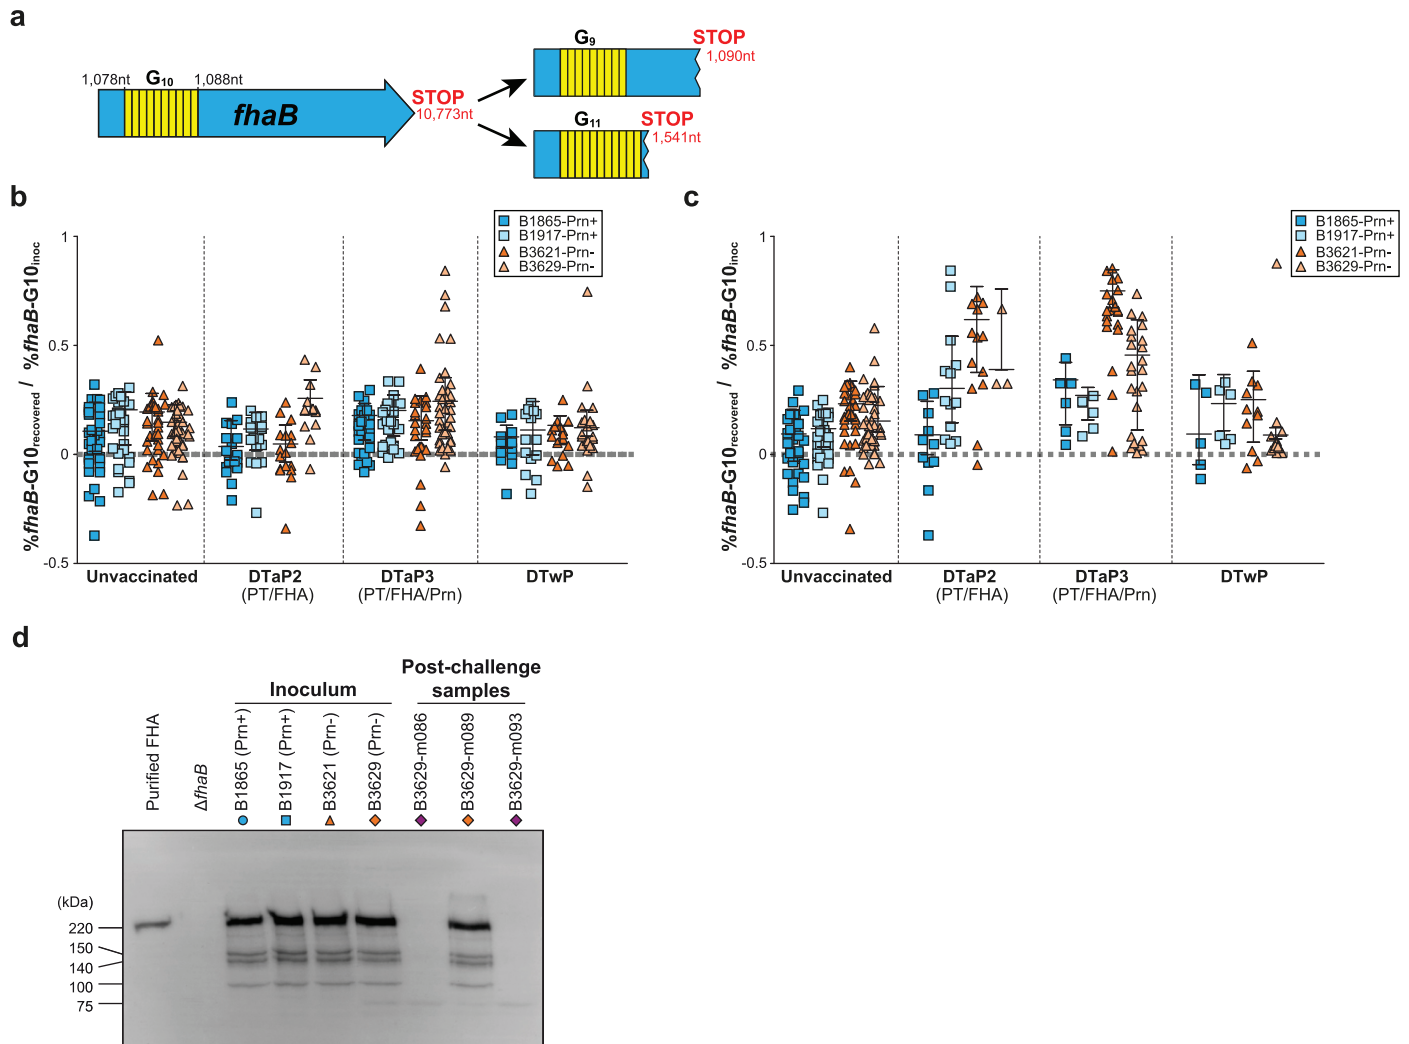 a
1,078nt
G10
1,088nt
fhaB
STOP
10,773nt
G9
STOP
1,090nt
G11
STOP
1,541nt
b
%fhaB-G10recovered / %fhaB-G10inoc
1
0.5
0
-0.5
B1865-Prn+
B1917-Prn+
B3621-Prn-
B3629-Prn-
Unvaccinated
DTaP2
(PT/FHA)
DTaP3
(PT/FHA/Prn)
DTwP
c
%fhaB-G10recovered / %fhaB-G10inoc
1
0.5
0
-0.5
B1865-Prn+
B1917-Prn+
B3621-Prn-
B3629-Prn-
Unvaccinated
DTaP2
(PT/FHA)
DTaP3
(PT/FHA/Prn)
DTwP
d
Inoculum
Post-challenge
samples
Purified FHA
ΔfhaB
B1865 (Prn+)
B1917 (Prn+)
B3621 (Prn-)
B3629 (Prn-)
B3629-m086
B3629-m089
B3629-m093
(kDa)
220
150
140
100
75